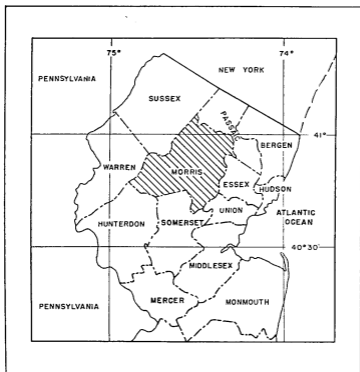 75°
74°
PENNSYLVANIA
NEW YORK
SUSSEX
PASSAIC
41°
BERGEN
WARREN
MORRIS
ESSEX
HUDSON
UNION
ATLANTIC
OCEAN
HUNTERDON
SOMERSET
40°30'
MIDDLESEX
PENNSYLVANIA
MERCER
MONMOUTH